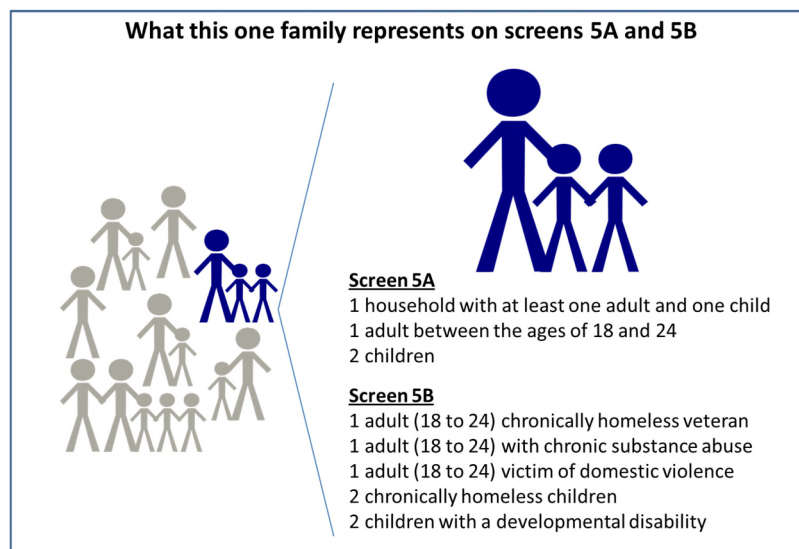 What this one family represents on screens 5A and 5B
Screen 5A
1 household with at least one adult and one child
1 adult between the ages of 18 and 24
2 children
Screen 5B
1 adult (18 to 24) chronically homeless veteran
1 adult (18 to 24) with chronic substance abuse
1 adult (18 to 24) victim of domestic violence
2 chronically homeless children
2 children with a developmental disability